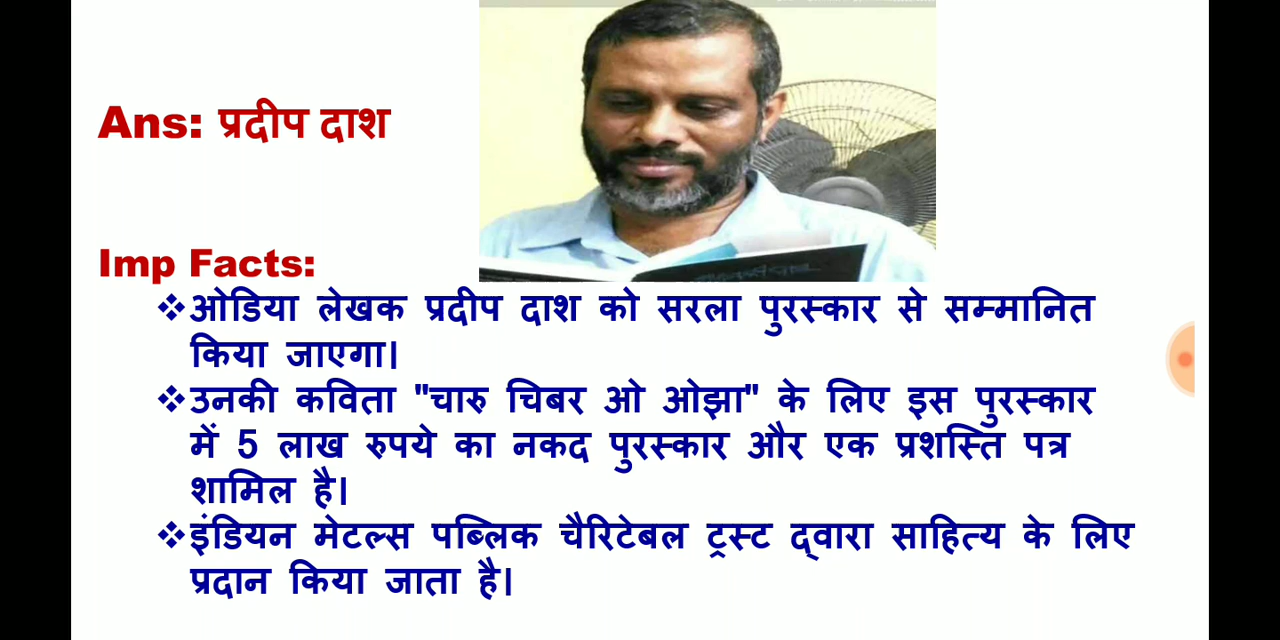 Ans: प्रदीप दाश
Imp Facts:
❖ओडिया लेखक प्रदीप दाश को सरला पुरस्कार से सम्मानित
किया जाएगा।
❖उनकी कविता "चारु चिबर ओ ओझा" के लिए इस पुरस्कार
में 5 लाख रुपये का नकद पुरस्कार और एक प्रशस्ति पत्र
शामिल है।
❖इंडियन मेटल्स पब्लिक चैरिटेबल ट्रस्ट द्वारा साहित्य के लिए
प्रदान किया जाता है।